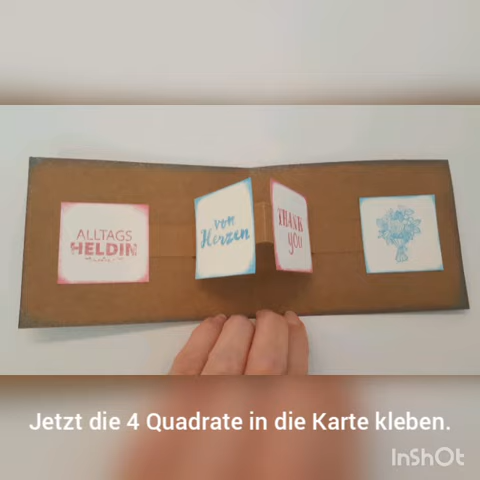 ALLTAGS
HELDIN
von
Herzen
THANK
you
Jetzt die 4 Quadrate in die Karte kleben.
InShOt